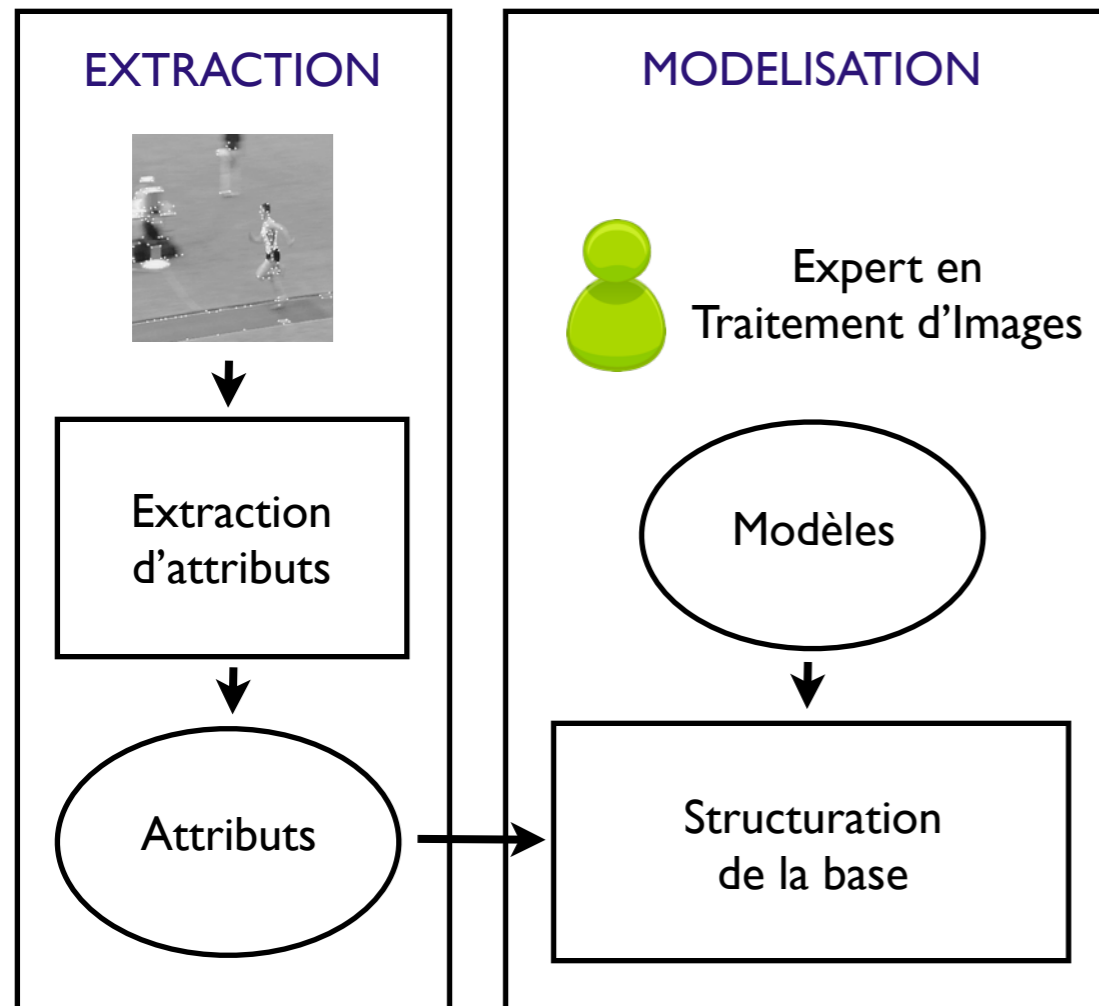 EXTRACTION
Extraction
d’attributs
Attributs
MODELISATION
Expert en
Traitement d’Images
Modèles
Structuration
de la base